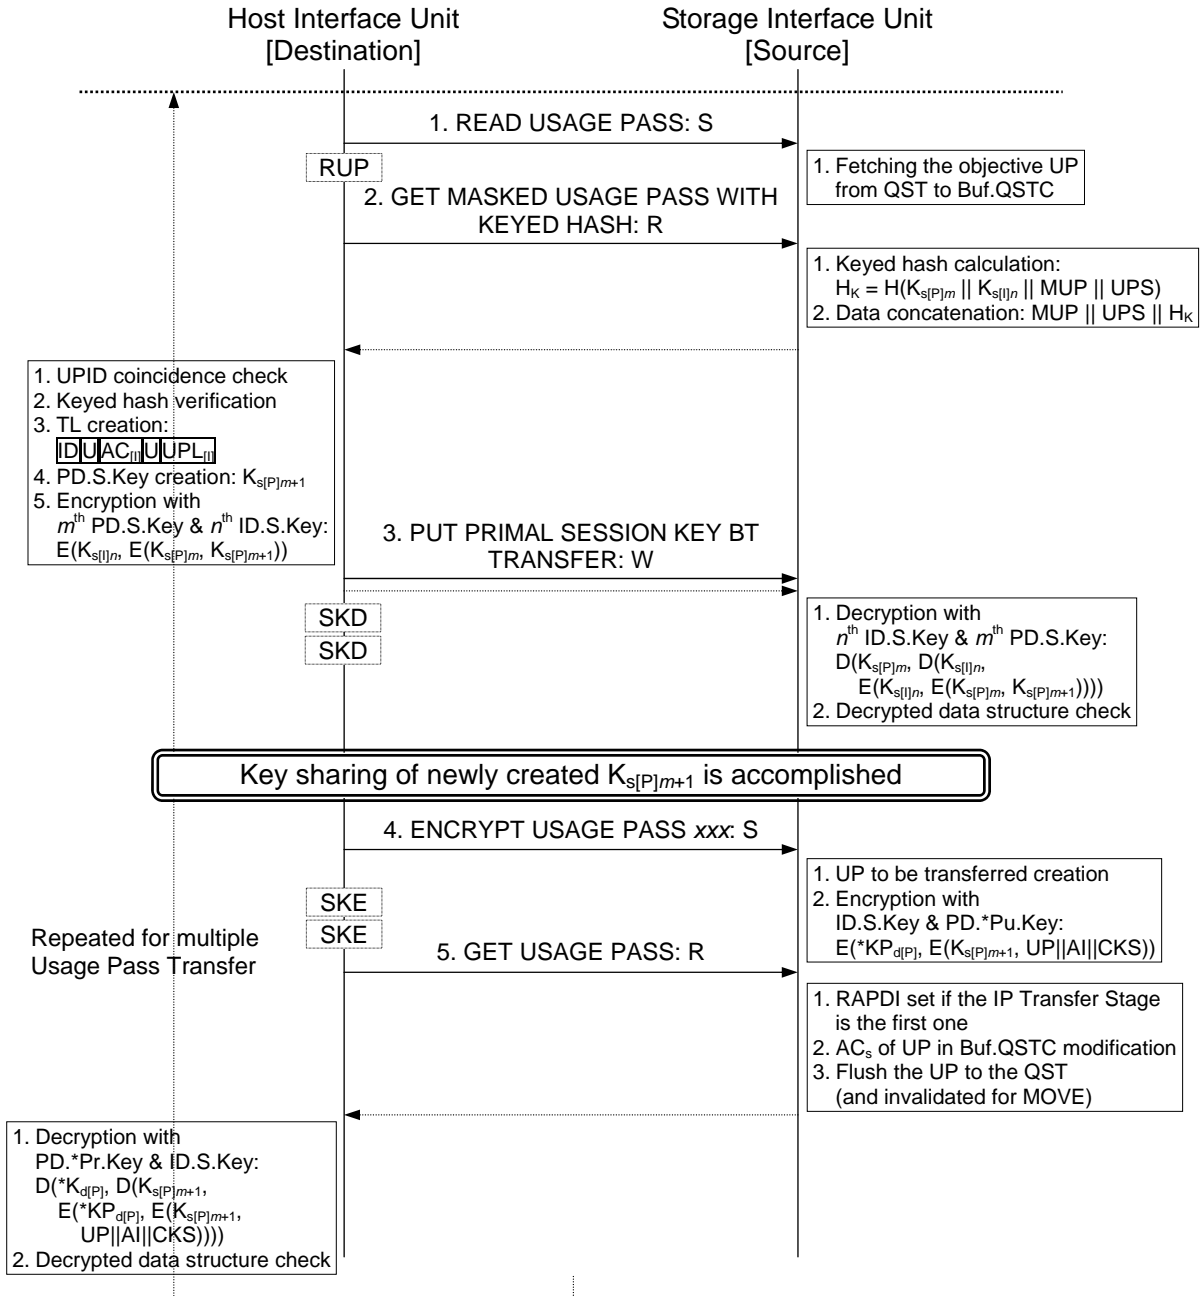 Host Interface Unit
[Destination]
Storage Interface Unit
[Source]
1. READ USAGE PASS: S
RUP
1. Fetching the objective UP
from QST to Buf.QSTC
2. GET MASKED USAGE PASS WITH
KEYED HASH: R
1. Keyed hash calculation:
H_K = H(K_s[P]m || K_s[I]n || MUP || UPS)
2. Data concatenation: MUP || UPS || H_K
1. UPID coincidence check
2. Keyed hash verification
3. TL creation:
ID U AC_[I] U UPL_[I]
4. PD.S.Key creation: K_s[P]m+1
5. Encryption with
m^th PD.S.Key & n^th ID.S.Key:
E(K_s[I]n, E(K_s[P]m, K_s[P]m+1))
3. PUT PRIMAL SESSION KEY BT
TRANSFER: W
SKD
SKD
1. Decryption with
n^th ID.S.Key & m^th PD.S.Key:
D(K_s[P]m, D(K_s[I]n,
E(K_s[I]n, E(K_s[P]m, K_s[P]m+1))))
2. Decrypted data structure check
Key sharing of newly created K_s[P]m+1 is accomplished
4. ENCRYPT USAGE PASS xxx: S
SKE
SKE
1. UP to be transferred creation
2. Encryption with
ID.S.Key & PD.*Pu.Key:
E(*KP_d[P], E(K_s[P]m+1, UP||AI||CKS))
Repeated for multiple
Usage Pass Transfer
5. GET USAGE PASS: R
1. RAPDI set if the IP Transfer Stage
is the first one
2. AC_s of UP in Buf.QSTC modification
3. Flush the UP to the QST
(and invalidated for MOVE)
1. Decryption with
PD.*Pr.Key & ID.S.Key:
D(*K_d[P], D(K_s[P]m+1,
E(*KP_d[P], E(K_s[P]m+1,
UP||AI||CKS))))
2. Decrypted data structure check